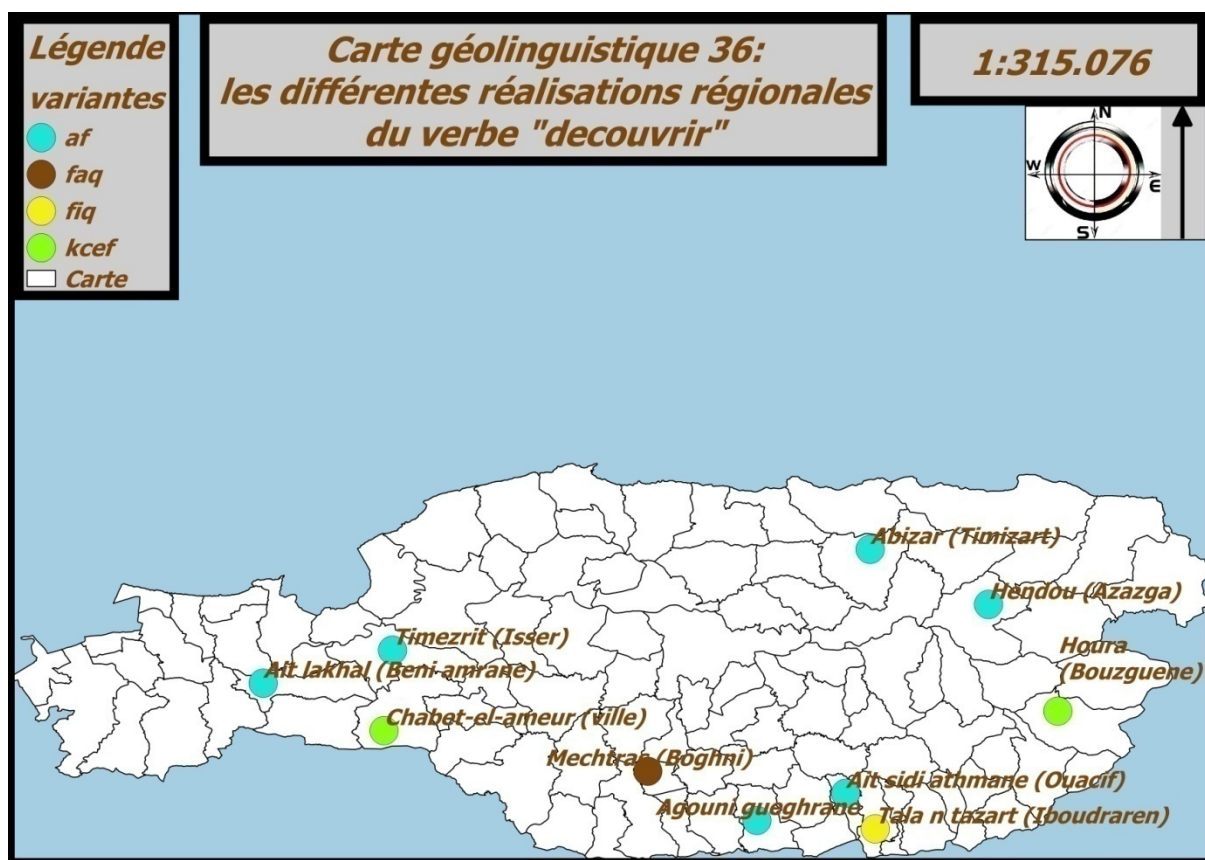 Légende
variantes
af
faq
fiq
kcef
Carte
Carte géolinguistique 36:
les différentes réalisations régionales
du verbe "decouvrir"
1:315.076
N
W
E
S
Abizar (Timizart)
Hendou (Azazga)
Timezrit (Isser)
Ait lakhal (Beni amrane)
Houra
(Bouzguene)
Chabet-el-ameur (ville)
Mechtras (Boghni)
Ait sidi athmane (Ouacif)
Agouni gueghrane
Tala n tazart (Iboudraren)